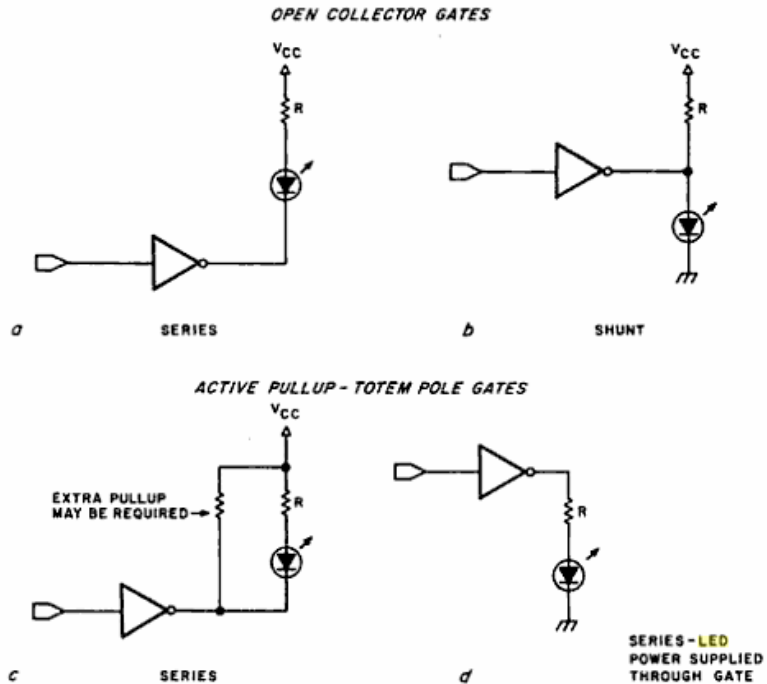 OPEN COLLECTOR GATES
VCC
R
a
SERIES
VCC
R
b
SHUNT
ACTIVE PULLUP - TOTEM POLE GATES
VCC
EXTRA PULLUP
MAY BE REQUIRED
R
c
SERIES
R
d
SERIES-LED
POWER SUPPLIED
THROUGH GATE